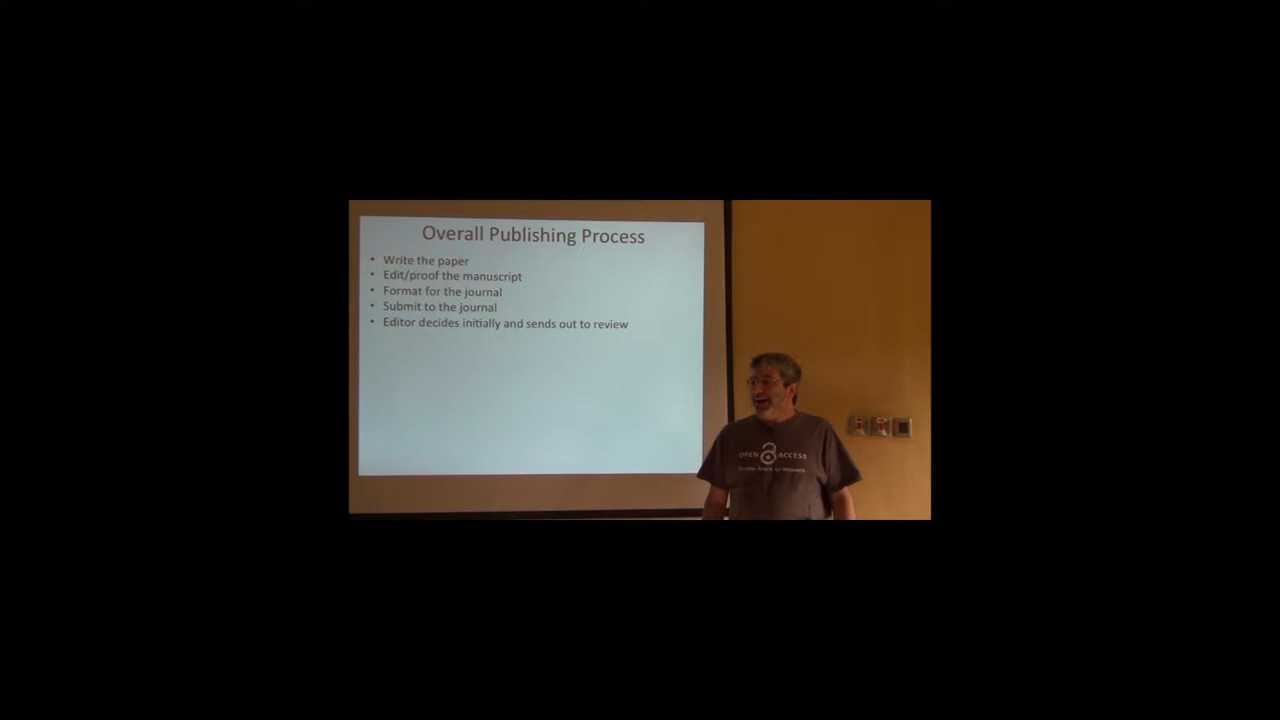 Overall Publishing Process
• Write the paper
• Edit/proof the manuscript
• Format for the journal
• Submit to the journal
• Editor decides initially and sends out to review
OPEN ACCESS